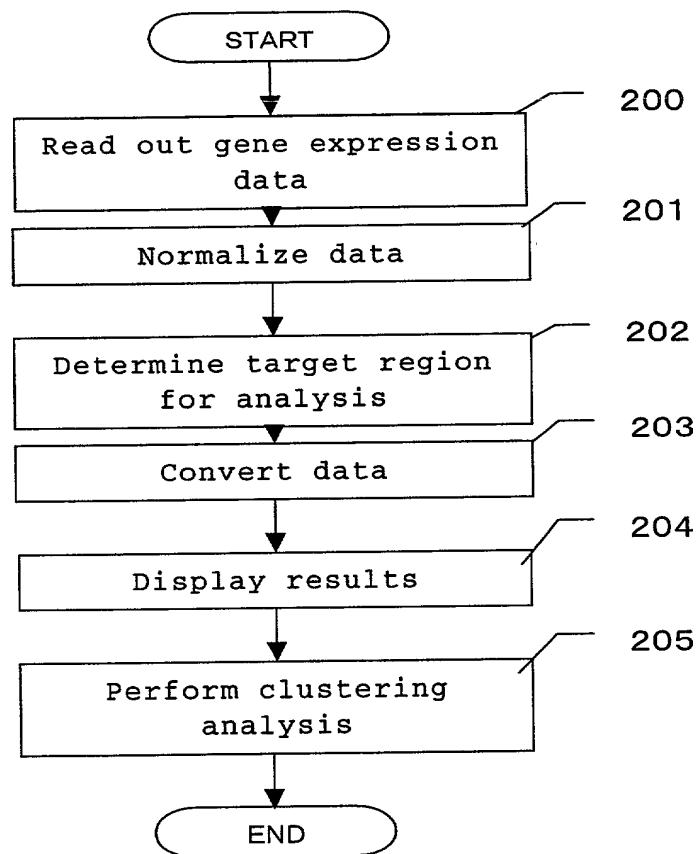 START
200
Read out gene expression
data
201
Normalize data
202
Determine target region
for analysis
203
Convert data
204
Display results
205
Perform clustering
analysis
END